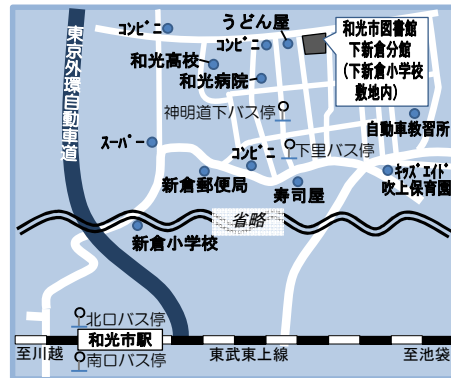 コンビニ
うどん屋
コンビニ
和光市図書館
下新倉分館
(下新倉小学校
敷地内)
和光高校
和光病院
東京外環自動車道
神明道下バス停
自動車教習所
スーパー
コンビニ
下里バス停
新倉郵便局
寿司屋
キッズエイド
吹上保育園
省略
新倉小学校
北口バス停
和光市駅
至川越
南口バス停
東武東上線
至池袋